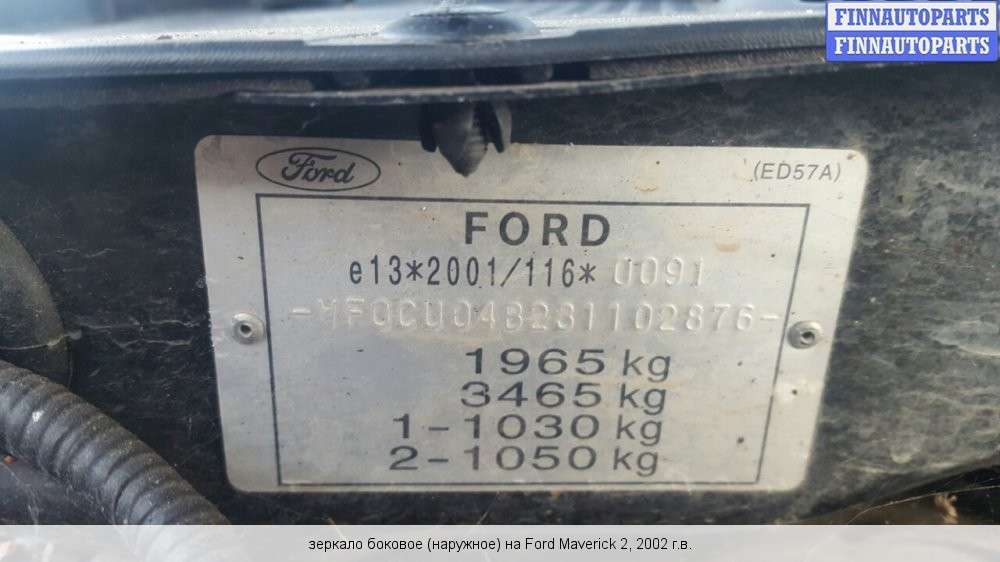 FINNAUTOPARTS
FINNAUTOPARTS
Ford
(ED57A)
FORD
e13*2001/116* 0091
1965 kg
3465 kg
1-1030 kg
2-1050 kg
зеркало боковое (наружное) на Ford Maverick 2, 2002 г.в.